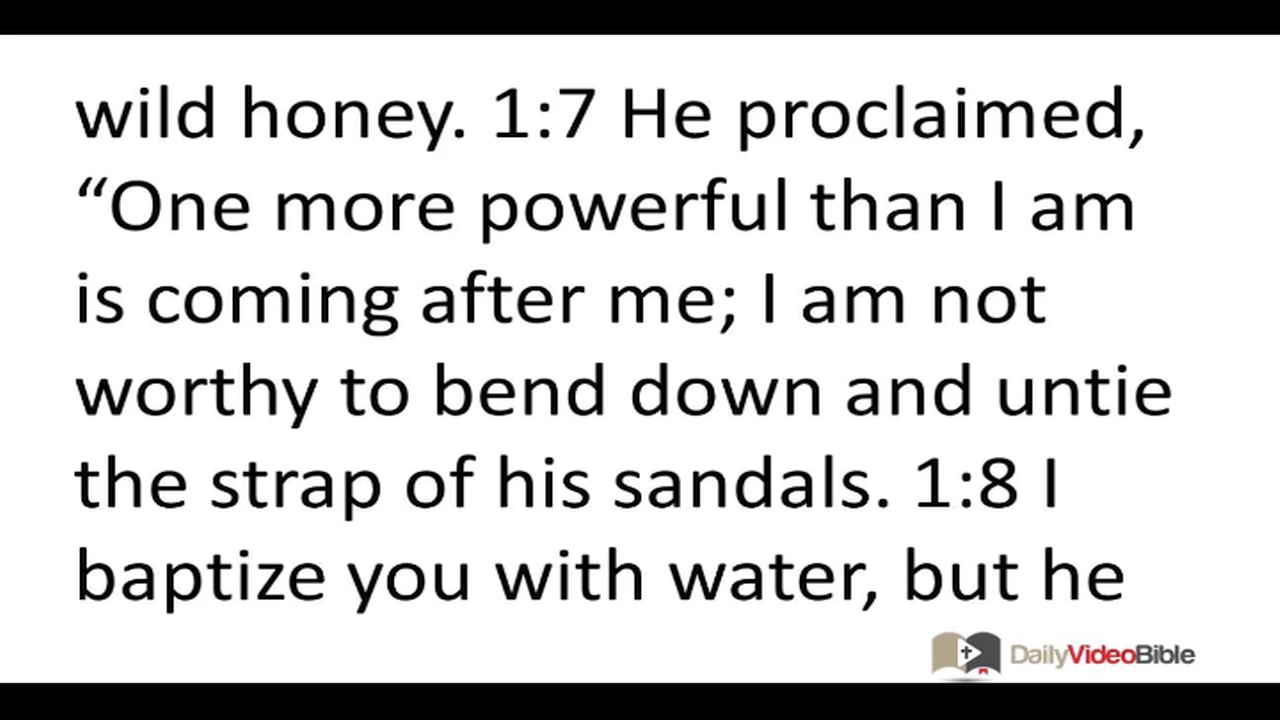 wild honey. 1:7 He proclaimed,
“One more powerful than I am
is coming after me; I am not
worthy to bend down and untie
the strap of his sandals. 1:8 I
baptize you with water, but he
DailyVideoBible